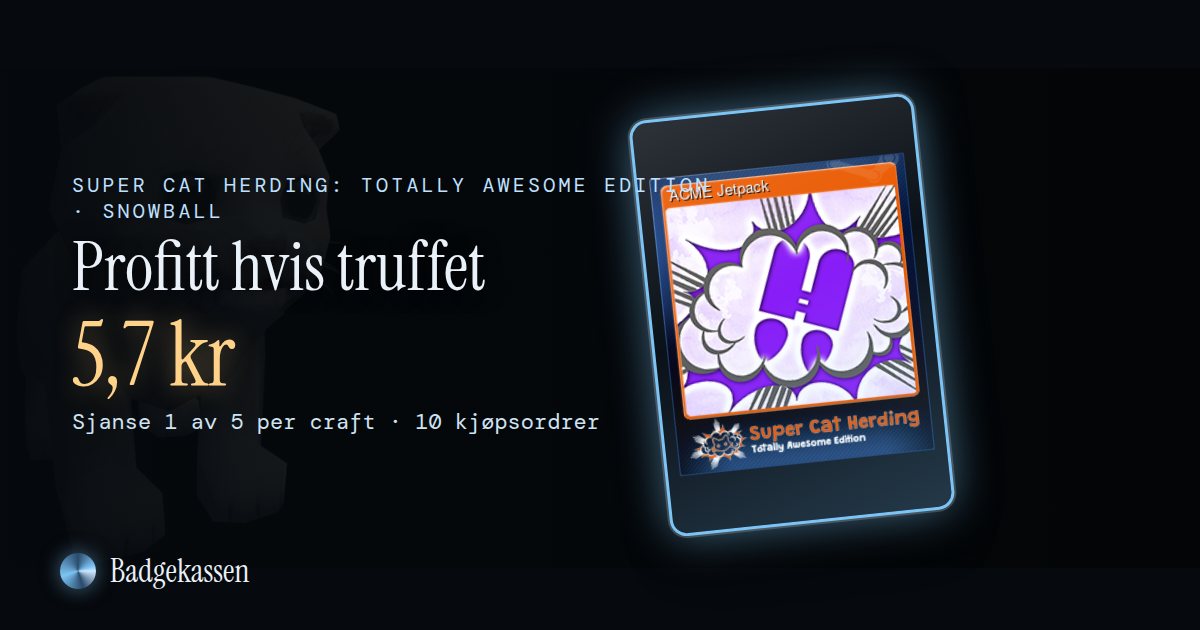 SUPER CAT HERDING: TOTALLY AWESOME EDITION
· SNOWBALL
Profitt hvis truffet
5,7 kr
Sjanse 1 av 5 per craft · 10 kjøpsordrer
Badgekassen
ACME Jetpack
!!
Super Cat Herding
Totally Awesome Edition